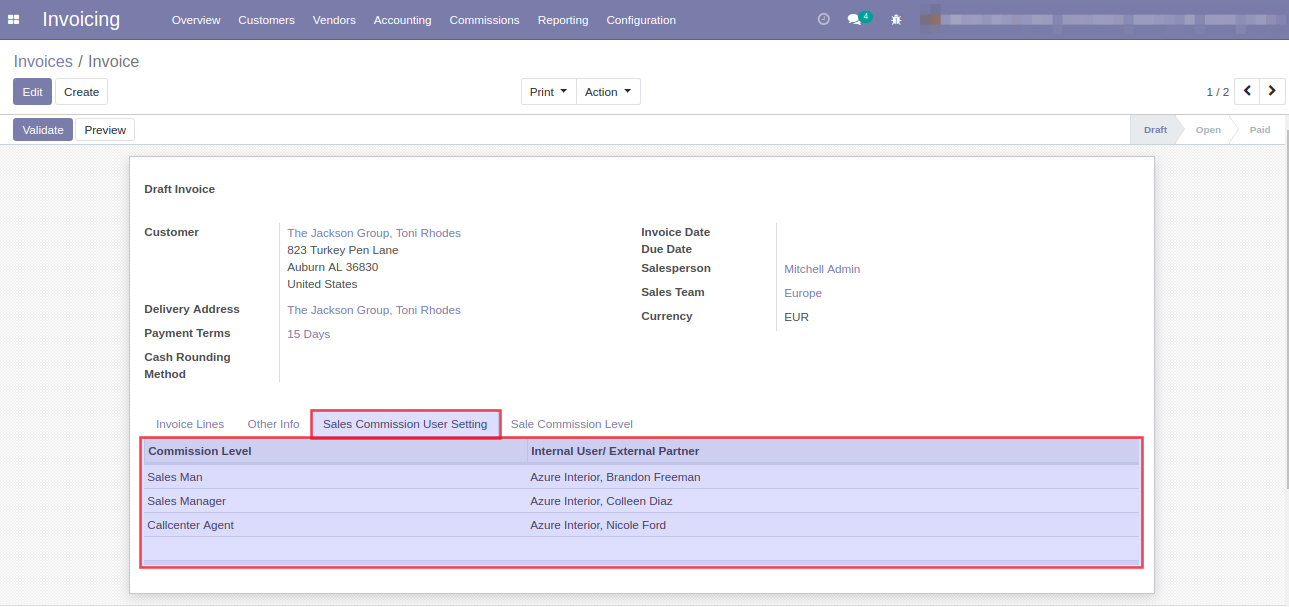 Invoicing Overview Customers Vendors Accounting Commissions Reporting Configuration 4
Invoices / Invoice
Edit Create Print Action 1 / 2
Validate Preview Draft Open Paid
Draft Invoice
Customer The Jackson Group, Toni Rhodes
823 Turkey Pen Lane
Auburn AL 36830
United States
Delivery Address The Jackson Group, Toni Rhodes
Payment Terms 15 Days
Cash Rounding
Method
Invoice Date
Due Date
Salesperson Mitchell Admin
Sales Team Europe
Currency EUR
Invoice Lines Other Info Sales Commission User Setting Sale Commission Level
Commission Level Internal User/ External Partner
Sales Man Azure Interior, Brandon Freeman
Sales Manager Azure Interior, Colleen Diaz
Callcenter Agent Azure Interior, Nicole Ford